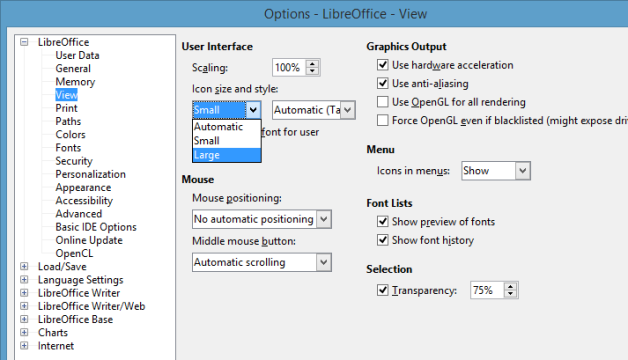 Options - LibreOffice - View
LibreOffice
User Data
General
Memory
View
Print
Paths
Colors
Fonts
Security
Personalization
Appearance
Accessibility
Advanced
Basic IDE Options
Online Update
OpenCL
Load/Save
Language Settings
LibreOffice Writer
LibreOffice Writer/Web
LibreOffice Base
Charts
Internet
User Interface
Scaling: 100%
Icon size and style:
Small Automatic (Ta
Automatic
Small
Large
font for user
Mouse
Mouse positioning:
No automatic positioning
Middle mouse button:
Automatic scrolling
Graphics Output
Use hardware acceleration
Use anti-aliasing
Use OpenGL for all rendering
Force OpenGL even if blacklisted (might expose dri
Menu
Icons in menus: Show
Font Lists
Show preview of fonts
Show font history
Selection
Transparency: 75%